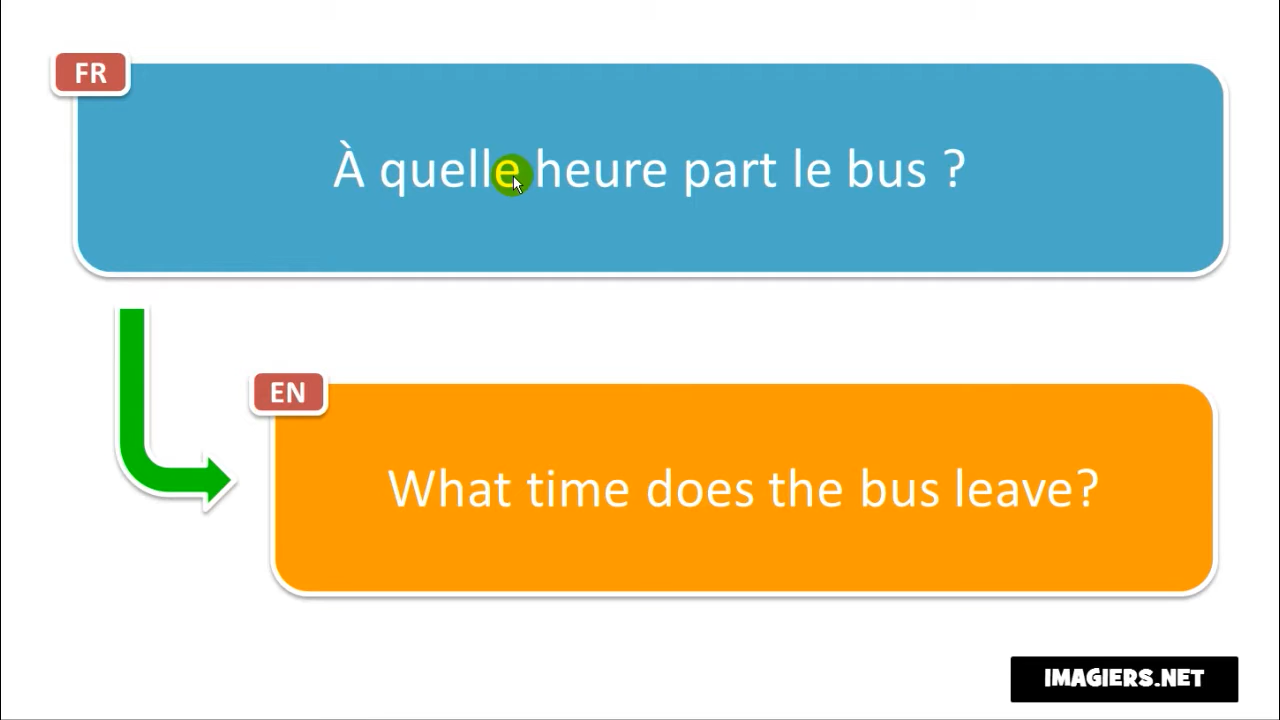 FR
À quelle heure part le bus ?
EN
What time does the bus leave?
IMAGIERS.NET